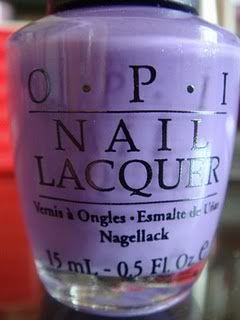 O · P · I
NAIL
LACQUER
Vernis à Ongles • Esmalte de Uñas
Nagellack
15 mL - 0.5 Fl. Oz. e